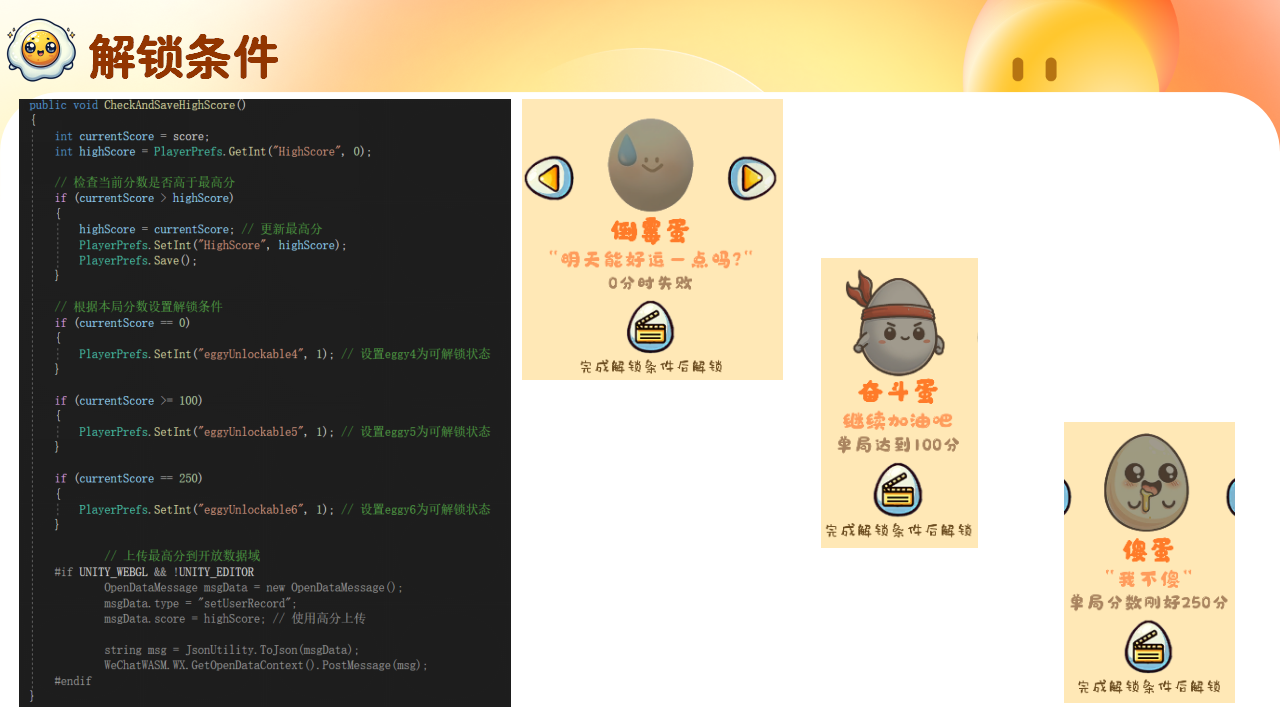 解锁条件
public void CheckAndSaveHighScore()
{
int currentScore = score;
int highScore = PlayerPrefs.GetInt("HighScore", 0);
// 检查当前分数是否高于最高分
if (currentScore > highScore)
{
highScore = currentScore; // 更新最高分
PlayerPrefs.SetInt("HighScore", highScore);
PlayerPrefs.Save();
}
// 根据本局分数设置解锁条件
if (currentScore == 0)
{
PlayerPrefs.SetInt("eggyUnlockable4", 1); // 设置eggy4为可解锁状态
}
if (currentScore >= 100)
{
PlayerPrefs.SetInt("eggyUnlockable5", 1); // 设置eggy5为可解锁状态
}
if (currentScore == 250)
{
PlayerPrefs.SetInt("eggyUnlockable6", 1); // 设置eggy6为可解锁状态
}
// 上传最高分到开放数据域
#if UNITY_WEBGL && !UNITY_EDITOR
OpenDataMessage msgData = new OpenDataMessage();
msgData.type = "setUserRecord";
msgData.score = highScore; // 使用高分上传
string msg = JsonUtility.ToJson(msgData);
WeChatWASM.WX.GetOpenDataContext().PostMessage(msg);
#endif
}
倒霉蛋
"明天能好运一点吗?"
0分时失败
完成解锁条件后解锁
奋斗蛋
继续加油吧
单局达到100分
完成解锁条件后解锁
傻蛋
"我不傻"
单局分数刚好250分
完成解锁条件后解锁